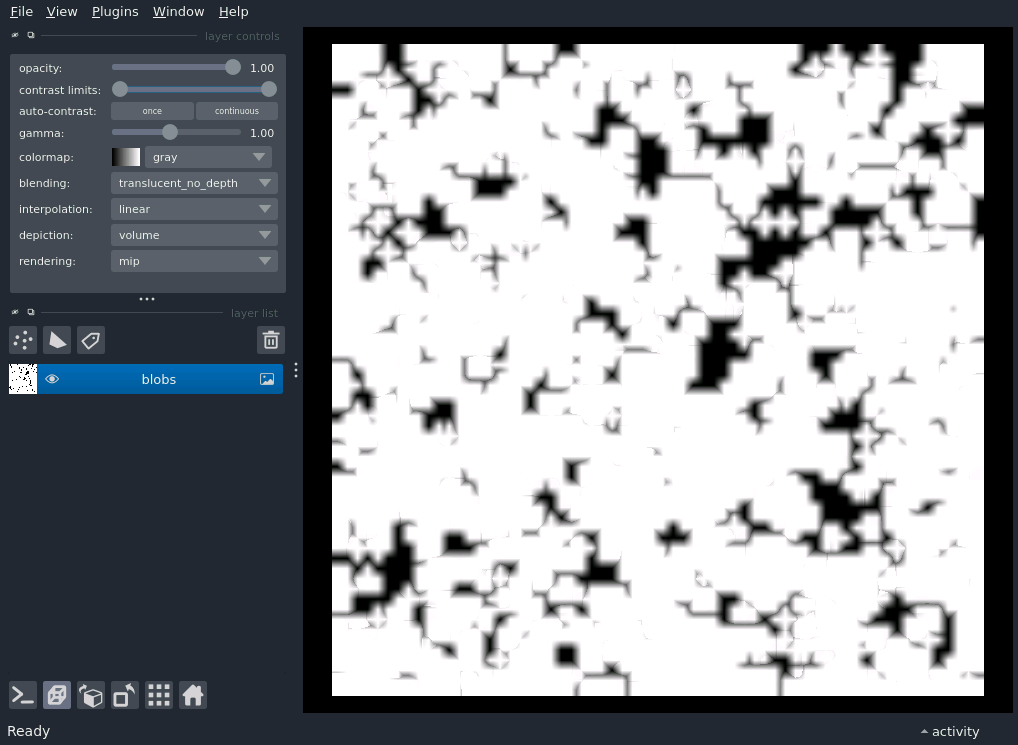 File View Plugins Window Help
layer controls
opacity: 1.00
contrast limits:
auto-contrast: once continuous
gamma: 1.00
colormap: gray
blending: translucent_no_depth
interpolation: linear
depiction: volume
rendering: mip
layer list
blobs
Ready activity